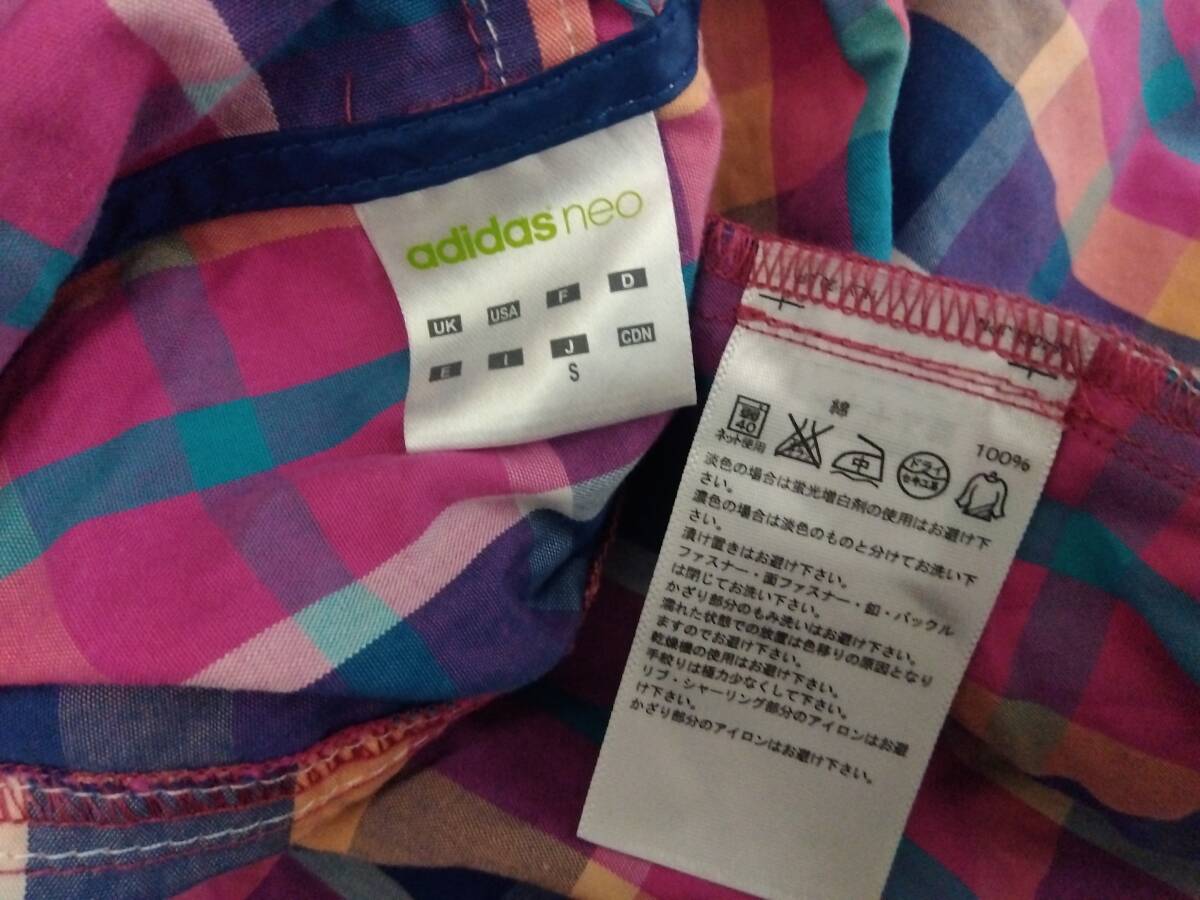 adidas neo
UK USA F D
E I J CDN
S
綿 100%
弱 40
ネット使用
中
ドライ
セキユ系
淡色の場合は蛍光増白剤の使用はお避け下
さい。
濃色の場合は淡色のものと分けてお洗い下
さい。
漬け置きはお避け下さい。
ファスナー・面ファスナー・釦・バックル
は閉じてお洗い下さい。
かざり部分のもみ洗いはお避け下さい。
濡れた状態での放置は色移りの原因となり
ますのでお避け下さい。
乾燥機の使用はお避け下さい。
手絞りは極力少なくして下さい。
リブ・シャーリング部分のアイロンはお避
け下さい。
かざり部分のアイロンはお避け下さい。